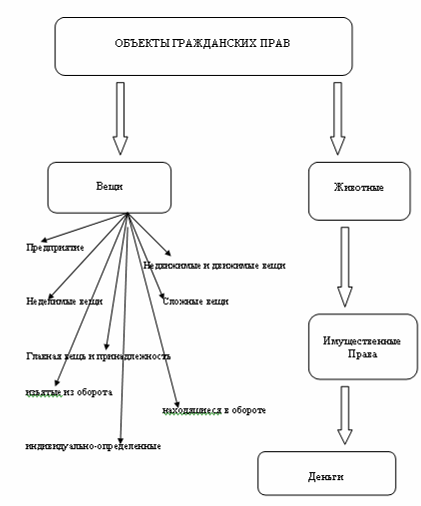 ОБЪЕКТЫ ГРАЖДАНСКИХ ПРАВ
Вещи
Животные
Предприятие
Недвижимые и движимые вещи
Неделимые вещи
Сложные вещи
Имущественные
Права
Главная вещь и принадлежность
изъятые из оборота
находящиеся в обороте
индивидуально-определенные
Деньги